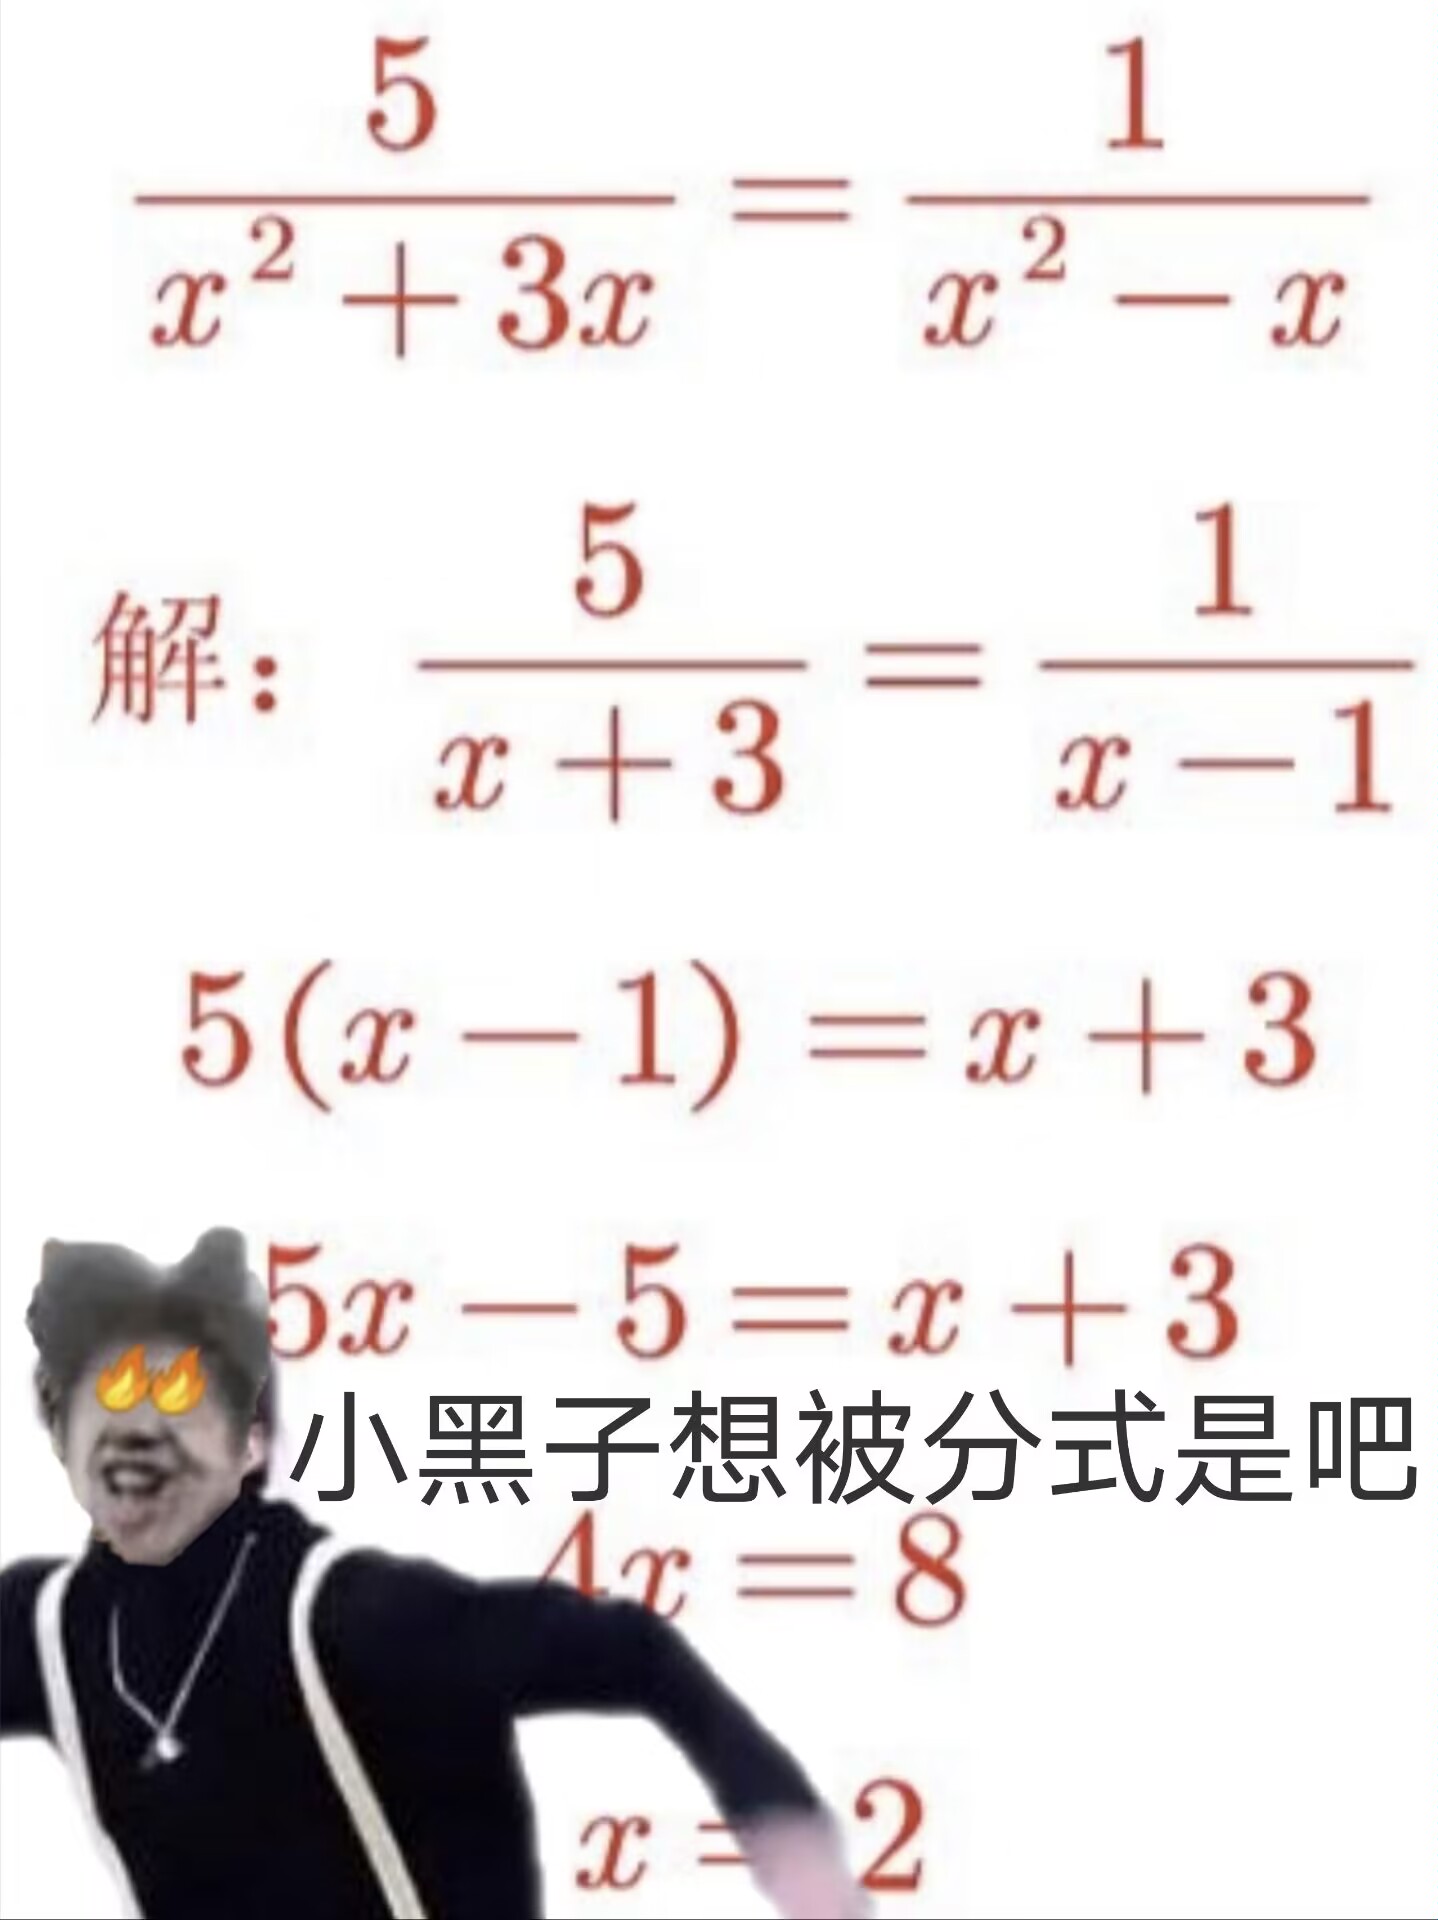 5/(x² + 3x) = 1/(x² − x)
解： 5/(x + 3) = 1/(x − 1)
5(x − 1) = x + 3
5x − 5 = x + 3
小黑子想被分式是吧
4x = 8
x = 2